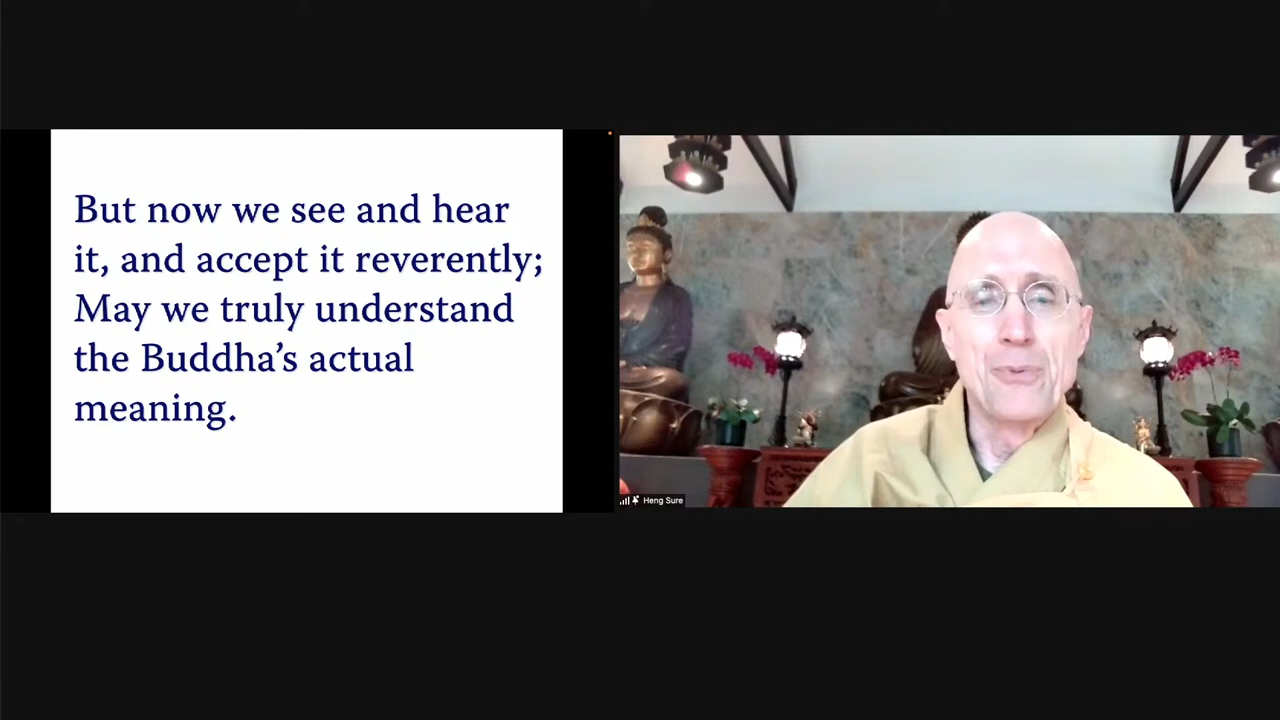 But now we see and hear
it, and accept it reverently;
May we truly understand
the Buddha’s actual
meaning.
Heng Sure